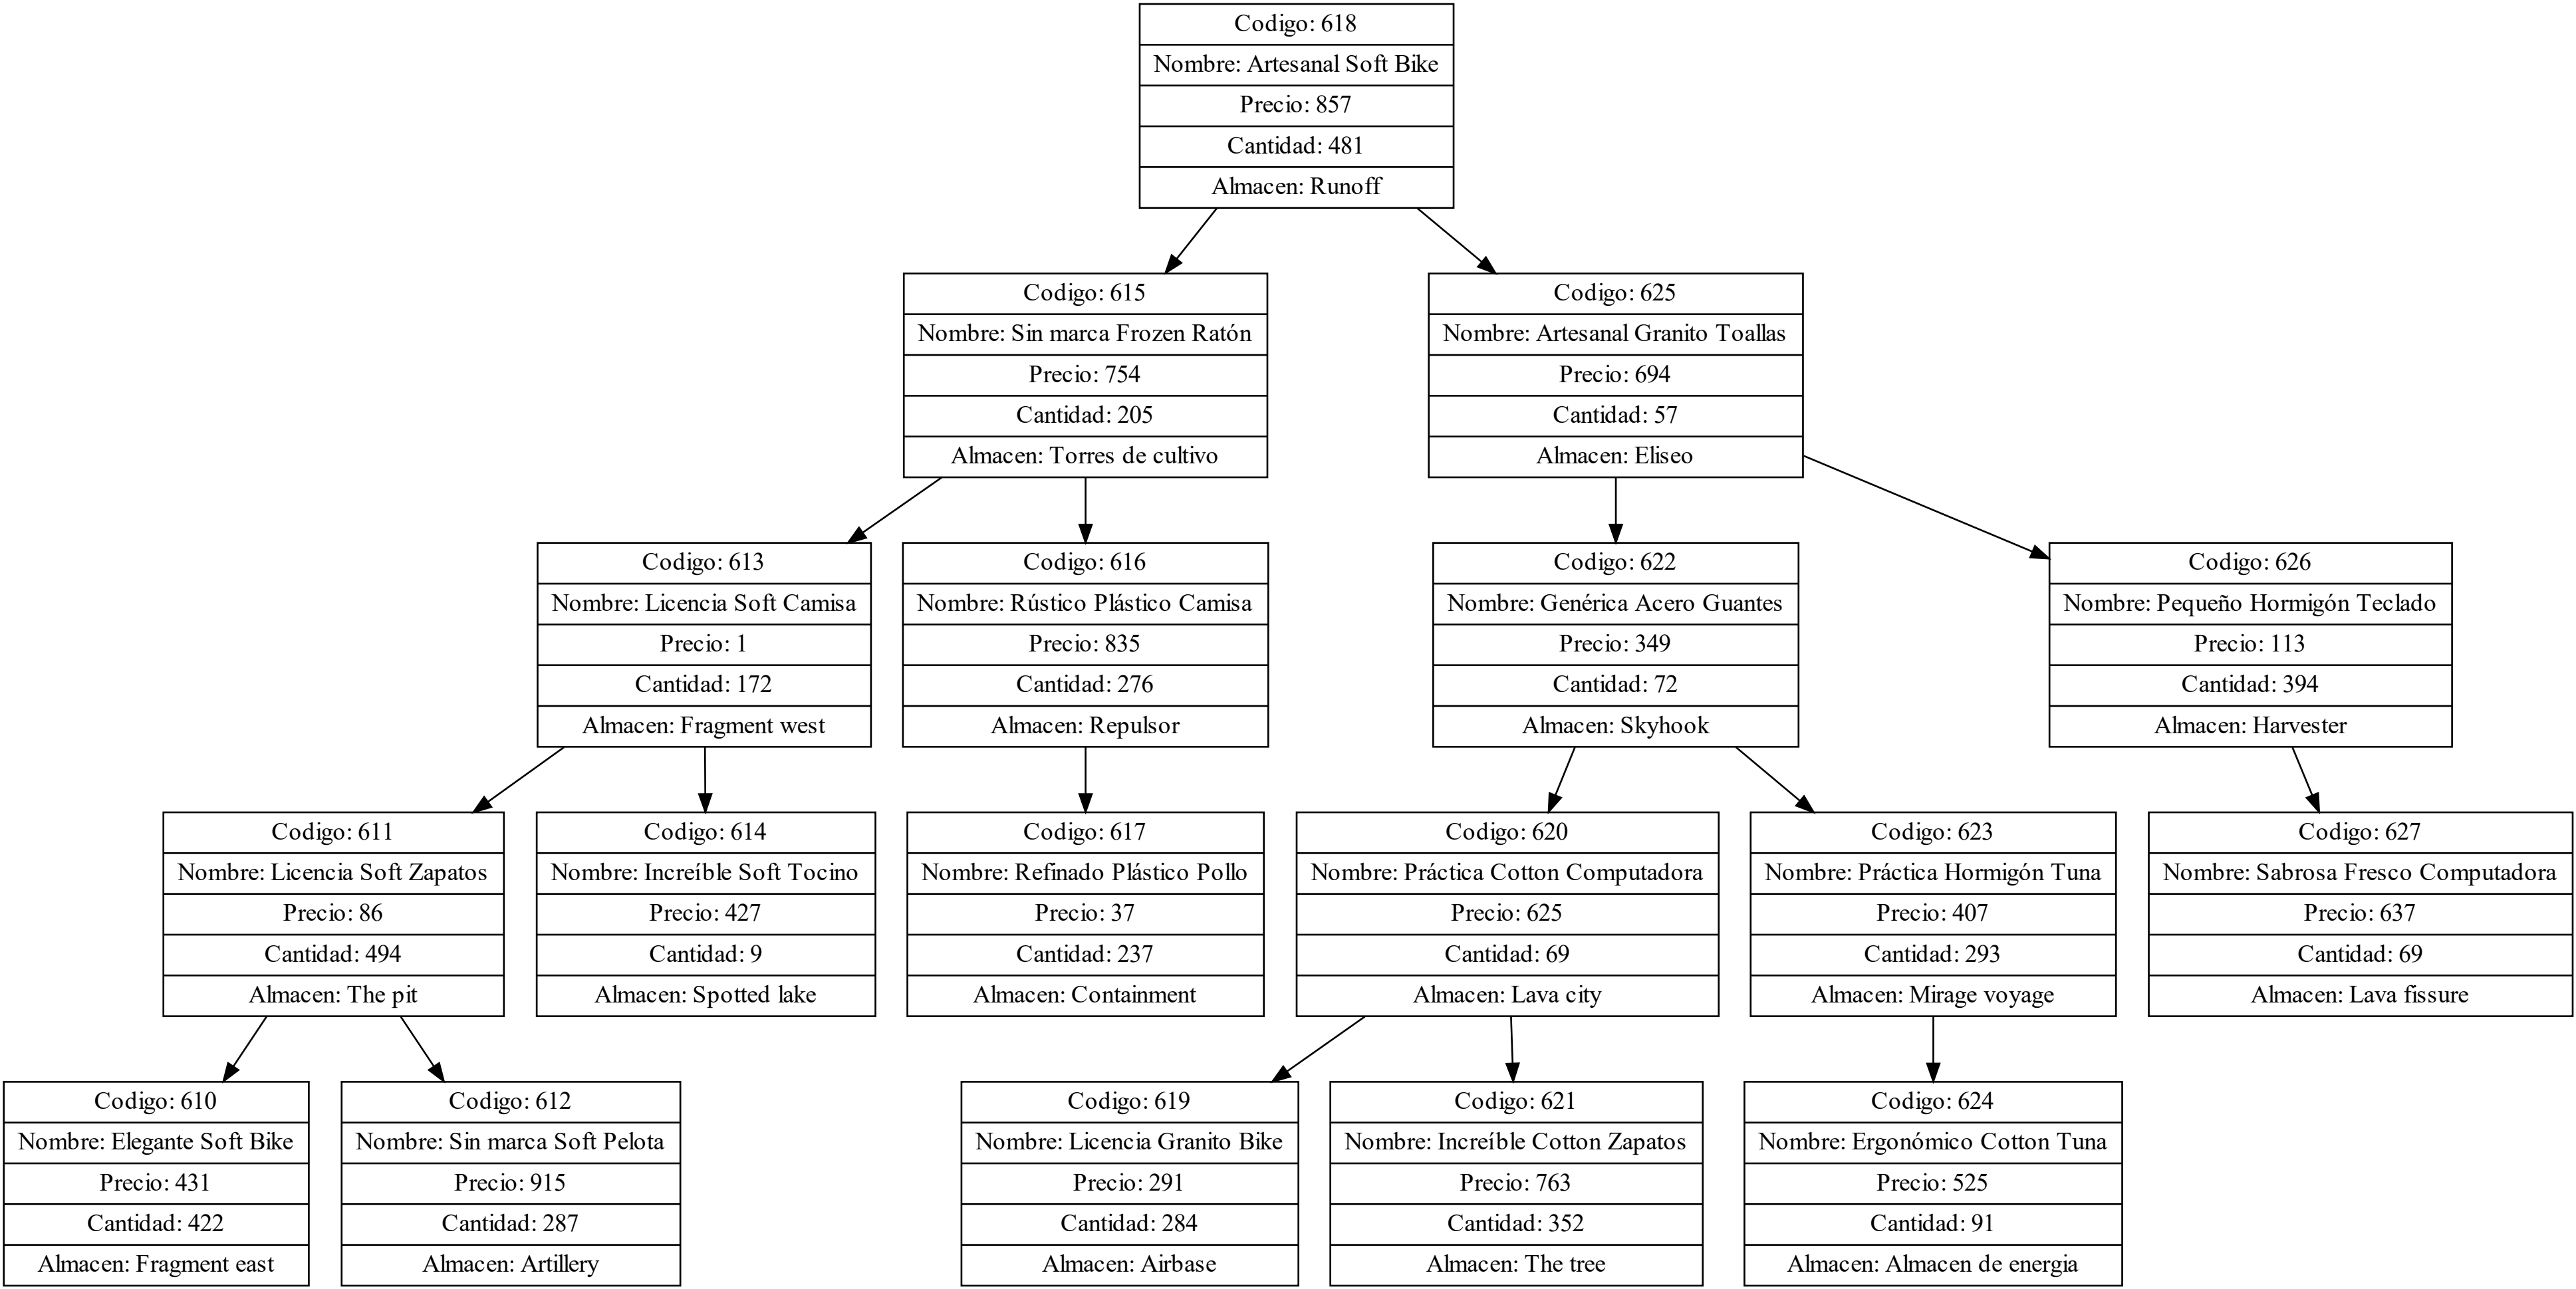 Codigo: 618
Nombre: Artesanal Soft Bike
Precio: 857
Cantidad: 481
Almacen: Runoff
Codigo: 615
Nombre: Sin marca Frozen Ratón
Precio: 754
Cantidad: 205
Almacen: Torres de cultivo
Codigo: 625
Nombre: Artesanal Granito Toallas
Precio: 694
Cantidad: 57
Almacen: Eliseo
Codigo: 613
Nombre: Licencia Soft Camisa
Precio: 1
Cantidad: 172
Almacen: Fragment west
Codigo: 616
Nombre: Rústico Plástico Camisa
Precio: 835
Cantidad: 276
Almacen: Repulsor
Codigo: 622
Nombre: Genérica Acero Guantes
Precio: 349
Cantidad: 72
Almacen: Skyhook
Codigo: 626
Nombre: Pequeño Hormigón Teclado
Precio: 113
Cantidad: 394
Almacen: Harvester
Codigo: 611
Nombre: Licencia Soft Zapatos
Precio: 86
Cantidad: 494
Almacen: The pit
Codigo: 614
Nombre: Increíble Soft Tocino
Precio: 427
Cantidad: 9
Almacen: Spotted lake
Codigo: 617
Nombre: Refinado Plástico Pollo
Precio: 37
Cantidad: 237
Almacen: Containment
Codigo: 620
Nombre: Práctica Cotton Computadora
Precio: 625
Cantidad: 69
Almacen: Lava city
Codigo: 623
Nombre: Práctica Hormigón Tuna
Precio: 407
Cantidad: 293
Almacen: Mirage voyage
Codigo: 627
Nombre: Sabrosa Fresco Computadora
Precio: 637
Cantidad: 69
Almacen: Lava fissure
Codigo: 610
Nombre: Elegante Soft Bike
Precio: 431
Cantidad: 422
Almacen: Fragment east
Codigo: 612
Nombre: Sin marca Soft Pelota
Precio: 915
Cantidad: 287
Almacen: Artillery
Codigo: 619
Nombre: Licencia Granito Bike
Precio: 291
Cantidad: 284
Almacen: Airbase
Codigo: 621
Nombre: Increíble Cotton Zapatos
Precio: 763
Cantidad: 352
Almacen: The tree
Codigo: 624
Nombre: Ergonómico Cotton Tuna
Precio: 525
Cantidad: 91
Almacen: Almacen de energia